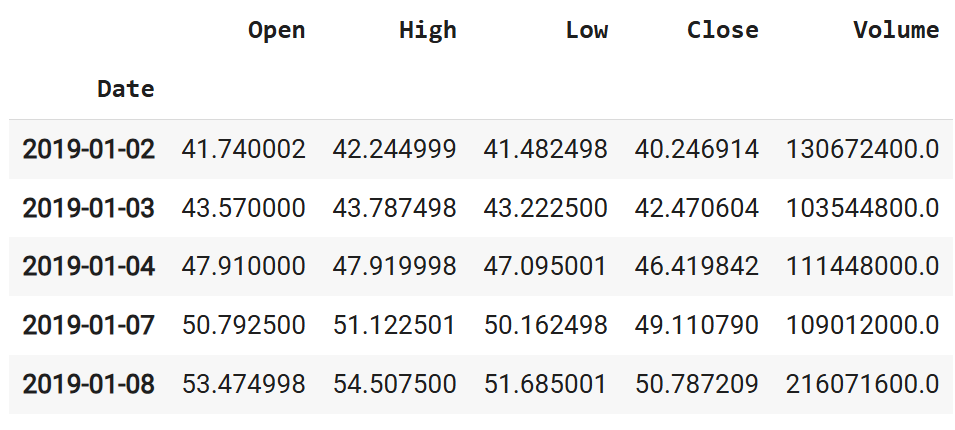 Open High Low Close Volume
Date
2019-01-02 41.740002 42.244999 41.482498 40.246914 130672400.0
2019-01-03 43.570000 43.787498 43.222500 42.470604 103544800.0
2019-01-04 47.910000 47.919998 47.095001 46.419842 111448000.0
2019-01-07 50.792500 51.122501 50.162498 49.110790 109012000.0
2019-01-08 53.474998 54.507500 51.685001 50.787209 216071600.0